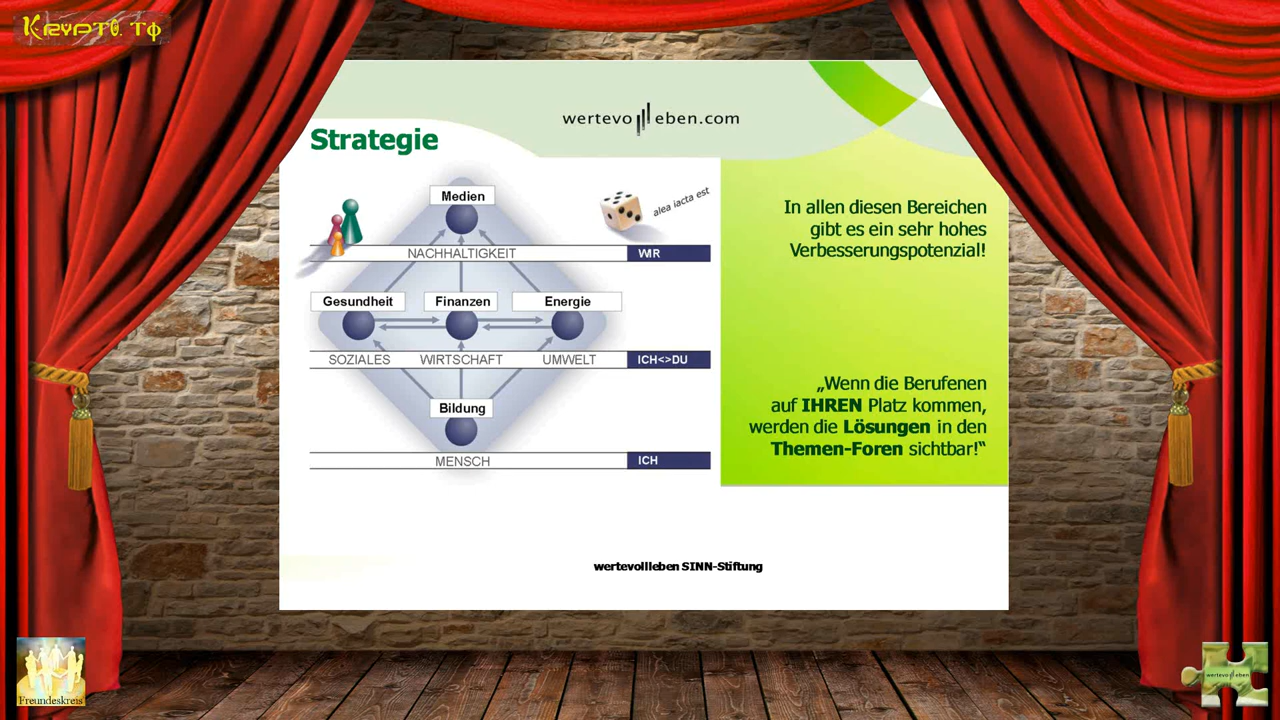 KRYPTO.TΦ
wertevollleben.com
Strategie
Medien
alea iacta est
NACHHALTIGKEIT
WIR
Gesundheit
Finanzen
Energie
SOZIALES
WIRTSCHAFT
UMWELT
ICH<>DU
Bildung
MENSCH
ICH
In allen diesen Bereichen
gibt es ein sehr hohes
Verbesserungspotenzial!
„Wenn die Berufenen
auf IHREN Platz kommen,
werden die Lösungen in den
Themen-Foren sichtbar!“
wertevollleben SINN-Stiftung
Freundeskreis
wertevollleben